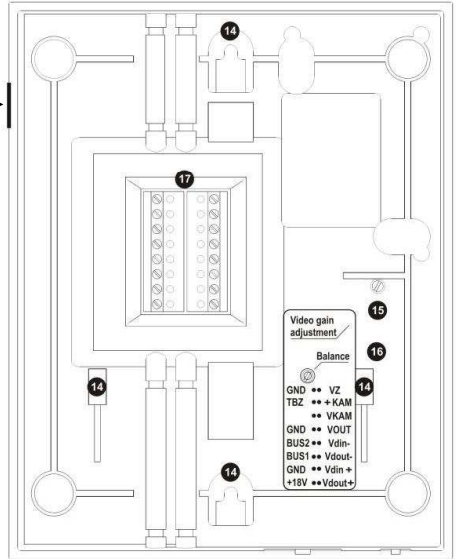 14
17
15
Video gain
adjustment
16
Balance
14
14
GND •• VZ
TBZ •• +KAM
•• VKAM
GND •• VOUT
BUS2 •• Vdin-
BUS1 •• Vdout-
GND •• Vdin +
+18V •• Vdout+
14